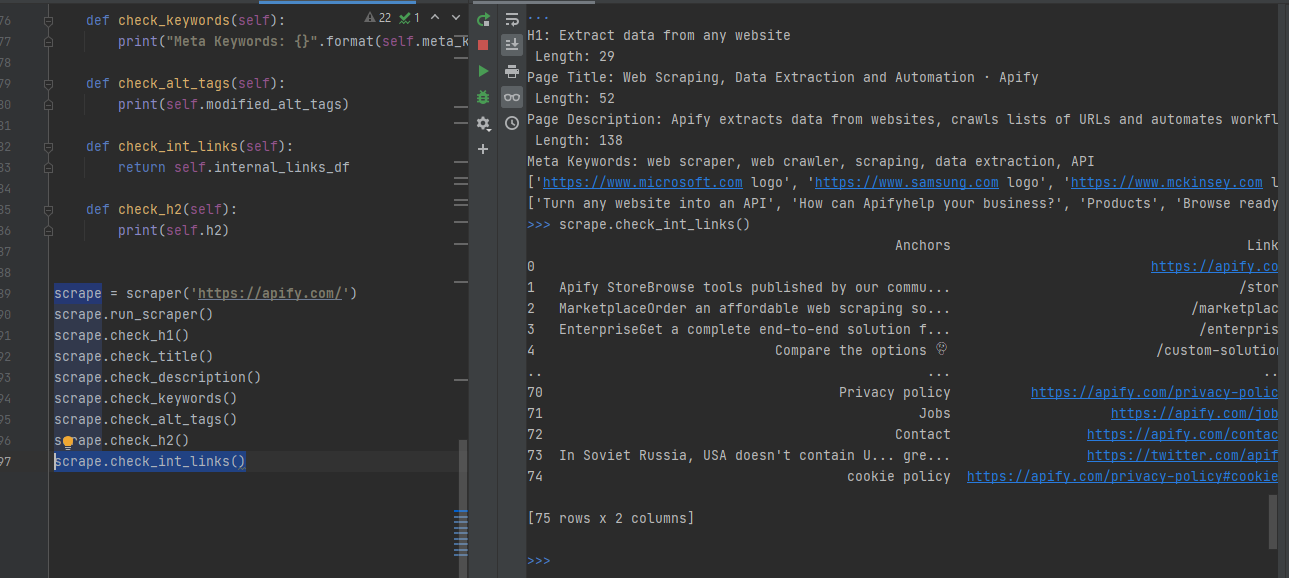 76 def check_keywords(self):
77 print("Meta Keywords: {}".format(self.meta_k
78
79 def check_alt_tags(self):
80 print(self.modified_alt_tags)
81
82 def check_int_links(self):
83 return self.internal_links_df
84
85 def check_h2(self):
86 print(self.h2)
87
88
89 scrape = scraper('https://apify.com/')
90 scrape.run_scraper()
91 scrape.check_h1()
92 scrape.check_title()
93 scrape.check_description()
94 scrape.check_keywords()
95 scrape.check_alt_tags()
96 scrape.check_h2()
97 scrape.check_int_links()
22 1
...
H1: Extract data from any website
Length: 29
Page Title: Web Scraping, Data Extraction and Automation · Apify
Length: 52
Page Description: Apify extracts data from websites, crawls lists of URLs and automates workfl
Length: 138
Meta Keywords: web scraper, web crawler, scraping, data extraction, API
['https://www.microsoft.com logo', 'https://www.samsung.com logo', 'https://www.mckinsey.com l
['Turn any website into an API', 'How can Apifyhelp your business?', 'Products', 'Browse ready
>>> scrape.check_int_links()
Anchors Link
0 https://apify.co
1 Apify StoreBrowse tools published by our commu... /stor
2 MarketplaceOrder an affordable web scraping so... /marketplac
3 EnterpriseGet a complete end-to-end solution f... /enterpris
4 Compare the options /custom-solution
.. ... ..
70 Privacy policy https://apify.com/privacy-polic
71 Jobs https://apify.com/job
72 Contact https://apify.com/contac
73 In Soviet Russia, USA doesn't contain U... gre... https://twitter.com/apif
74 cookie policy https://apify.com/privacy-policy#cookie
[75 rows x 2 columns]
>>>